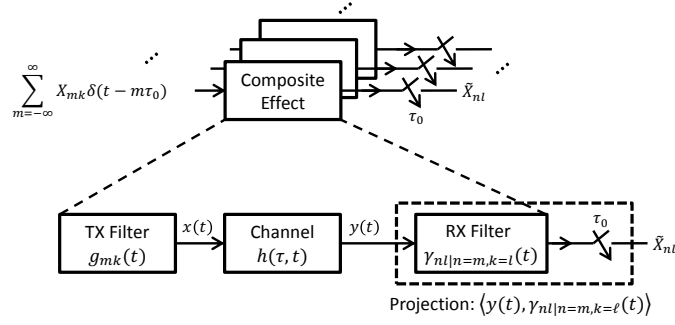 ∑_{m=-∞}^{∞} X_{mk}δ(t − mτ_0)
Composite
Effect
τ_0
X̃_{nl}
TX Filter
g_{mk}(t)
x(t)
Channel
h(τ, t)
y(t)
RX Filter
γ_{nl|n=m,k=l}(t)
τ_0
X̃_{nl}
Projection: ⟨y(t), γ_{nl|n=m,k=ℓ}(t)⟩